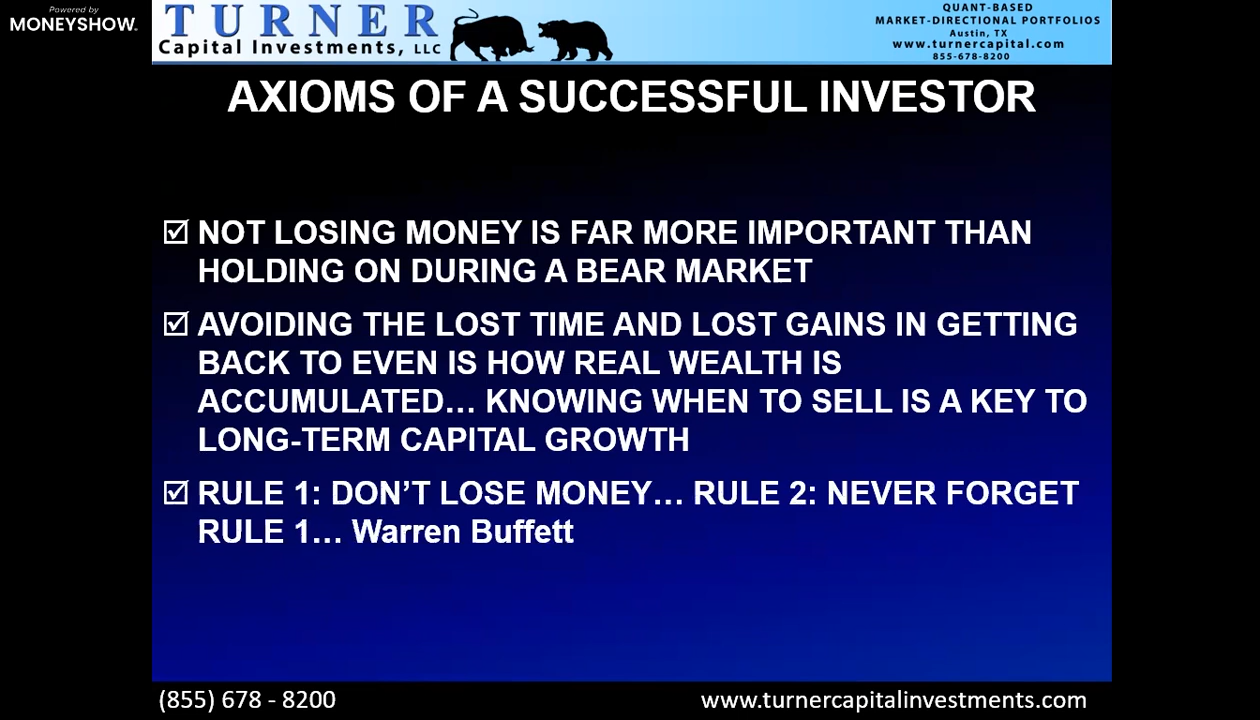 Powered by
MONEYSHOW.
TURNER
Capital Investments, LLC
QUANT-BASED
MARKET-DIRECTIONAL PORTFOLIOS
Austin, TX
www.turnercapital.com
855-678-8200
AXIOMS OF A SUCCESSFUL INVESTOR
☑ NOT LOSING MONEY IS FAR MORE IMPORTANT THAN
HOLDING ON DURING A BEAR MARKET
☑ AVOIDING THE LOST TIME AND LOST GAINS IN GETTING
BACK TO EVEN IS HOW REAL WEALTH IS
ACCUMULATED… KNOWING WHEN TO SELL IS A KEY TO
LONG-TERM CAPITAL GROWTH
☑ RULE 1: DON’T LOSE MONEY… RULE 2: NEVER FORGET
RULE 1… Warren Buffett
(855) 678 - 8200
www.turnercapitalinvestments.com